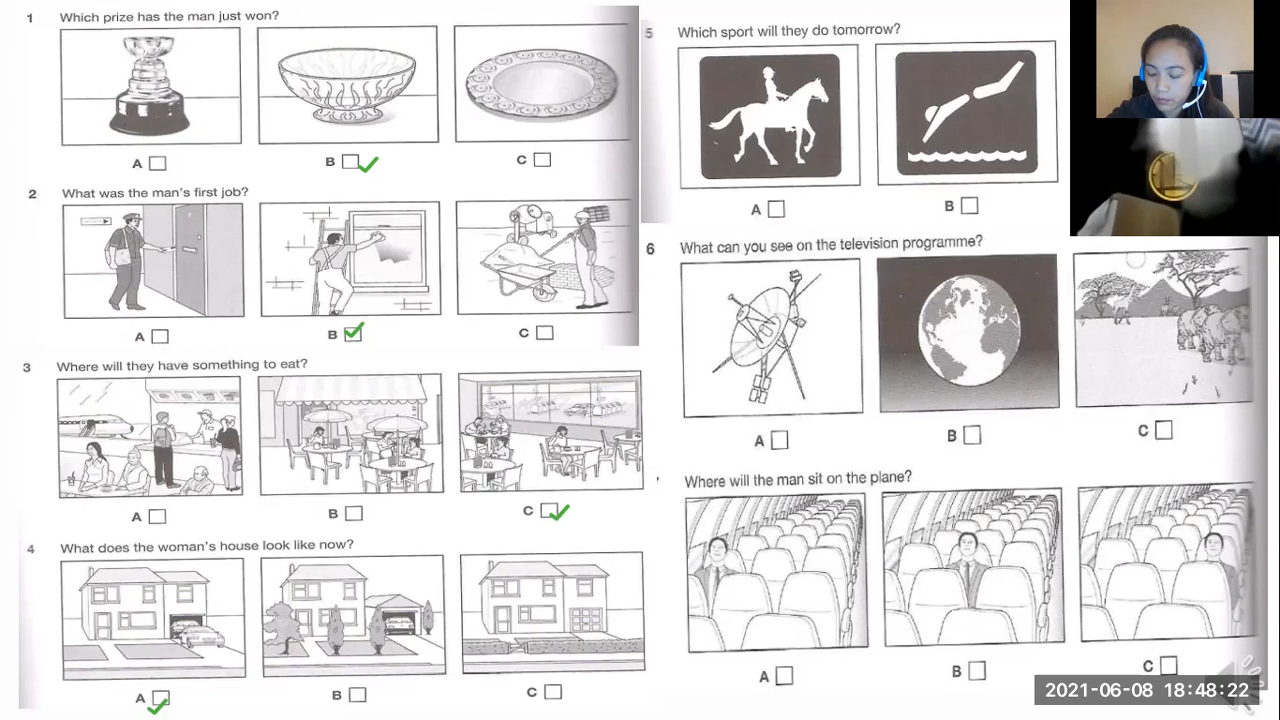 1 Which prize has the man just won?
A B C
2 What was the man's first job?
A B C
3 Where will they have something to eat?
A B C
4 What does the woman's house look like now?
A B C
5 Which sport will they do tomorrow?
A B
6 What can you see on the television programme?
A B C
Where will the man sit on the plane?
A B C
2021-06-08 18:48:22